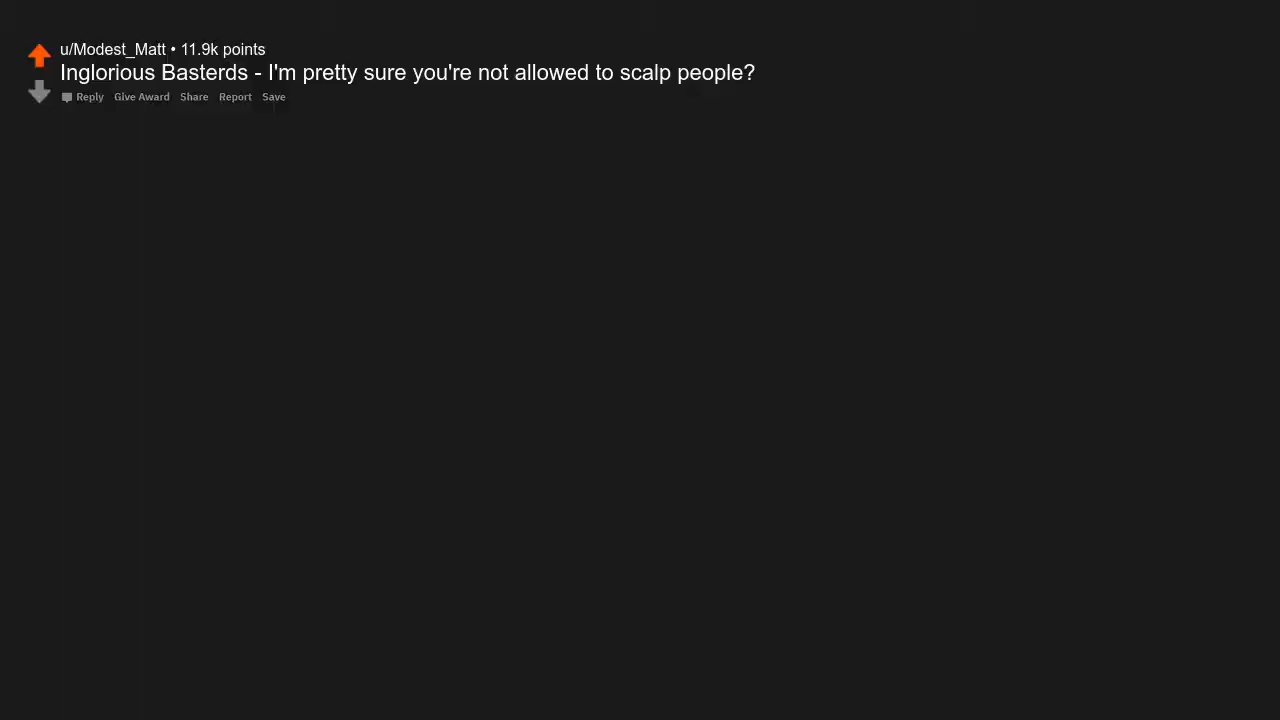 u/Modest_Matt • 11.9k points
Inglorious Basterds - I'm pretty sure you're not allowed to scalp people?
Reply Give Award Share Report Save